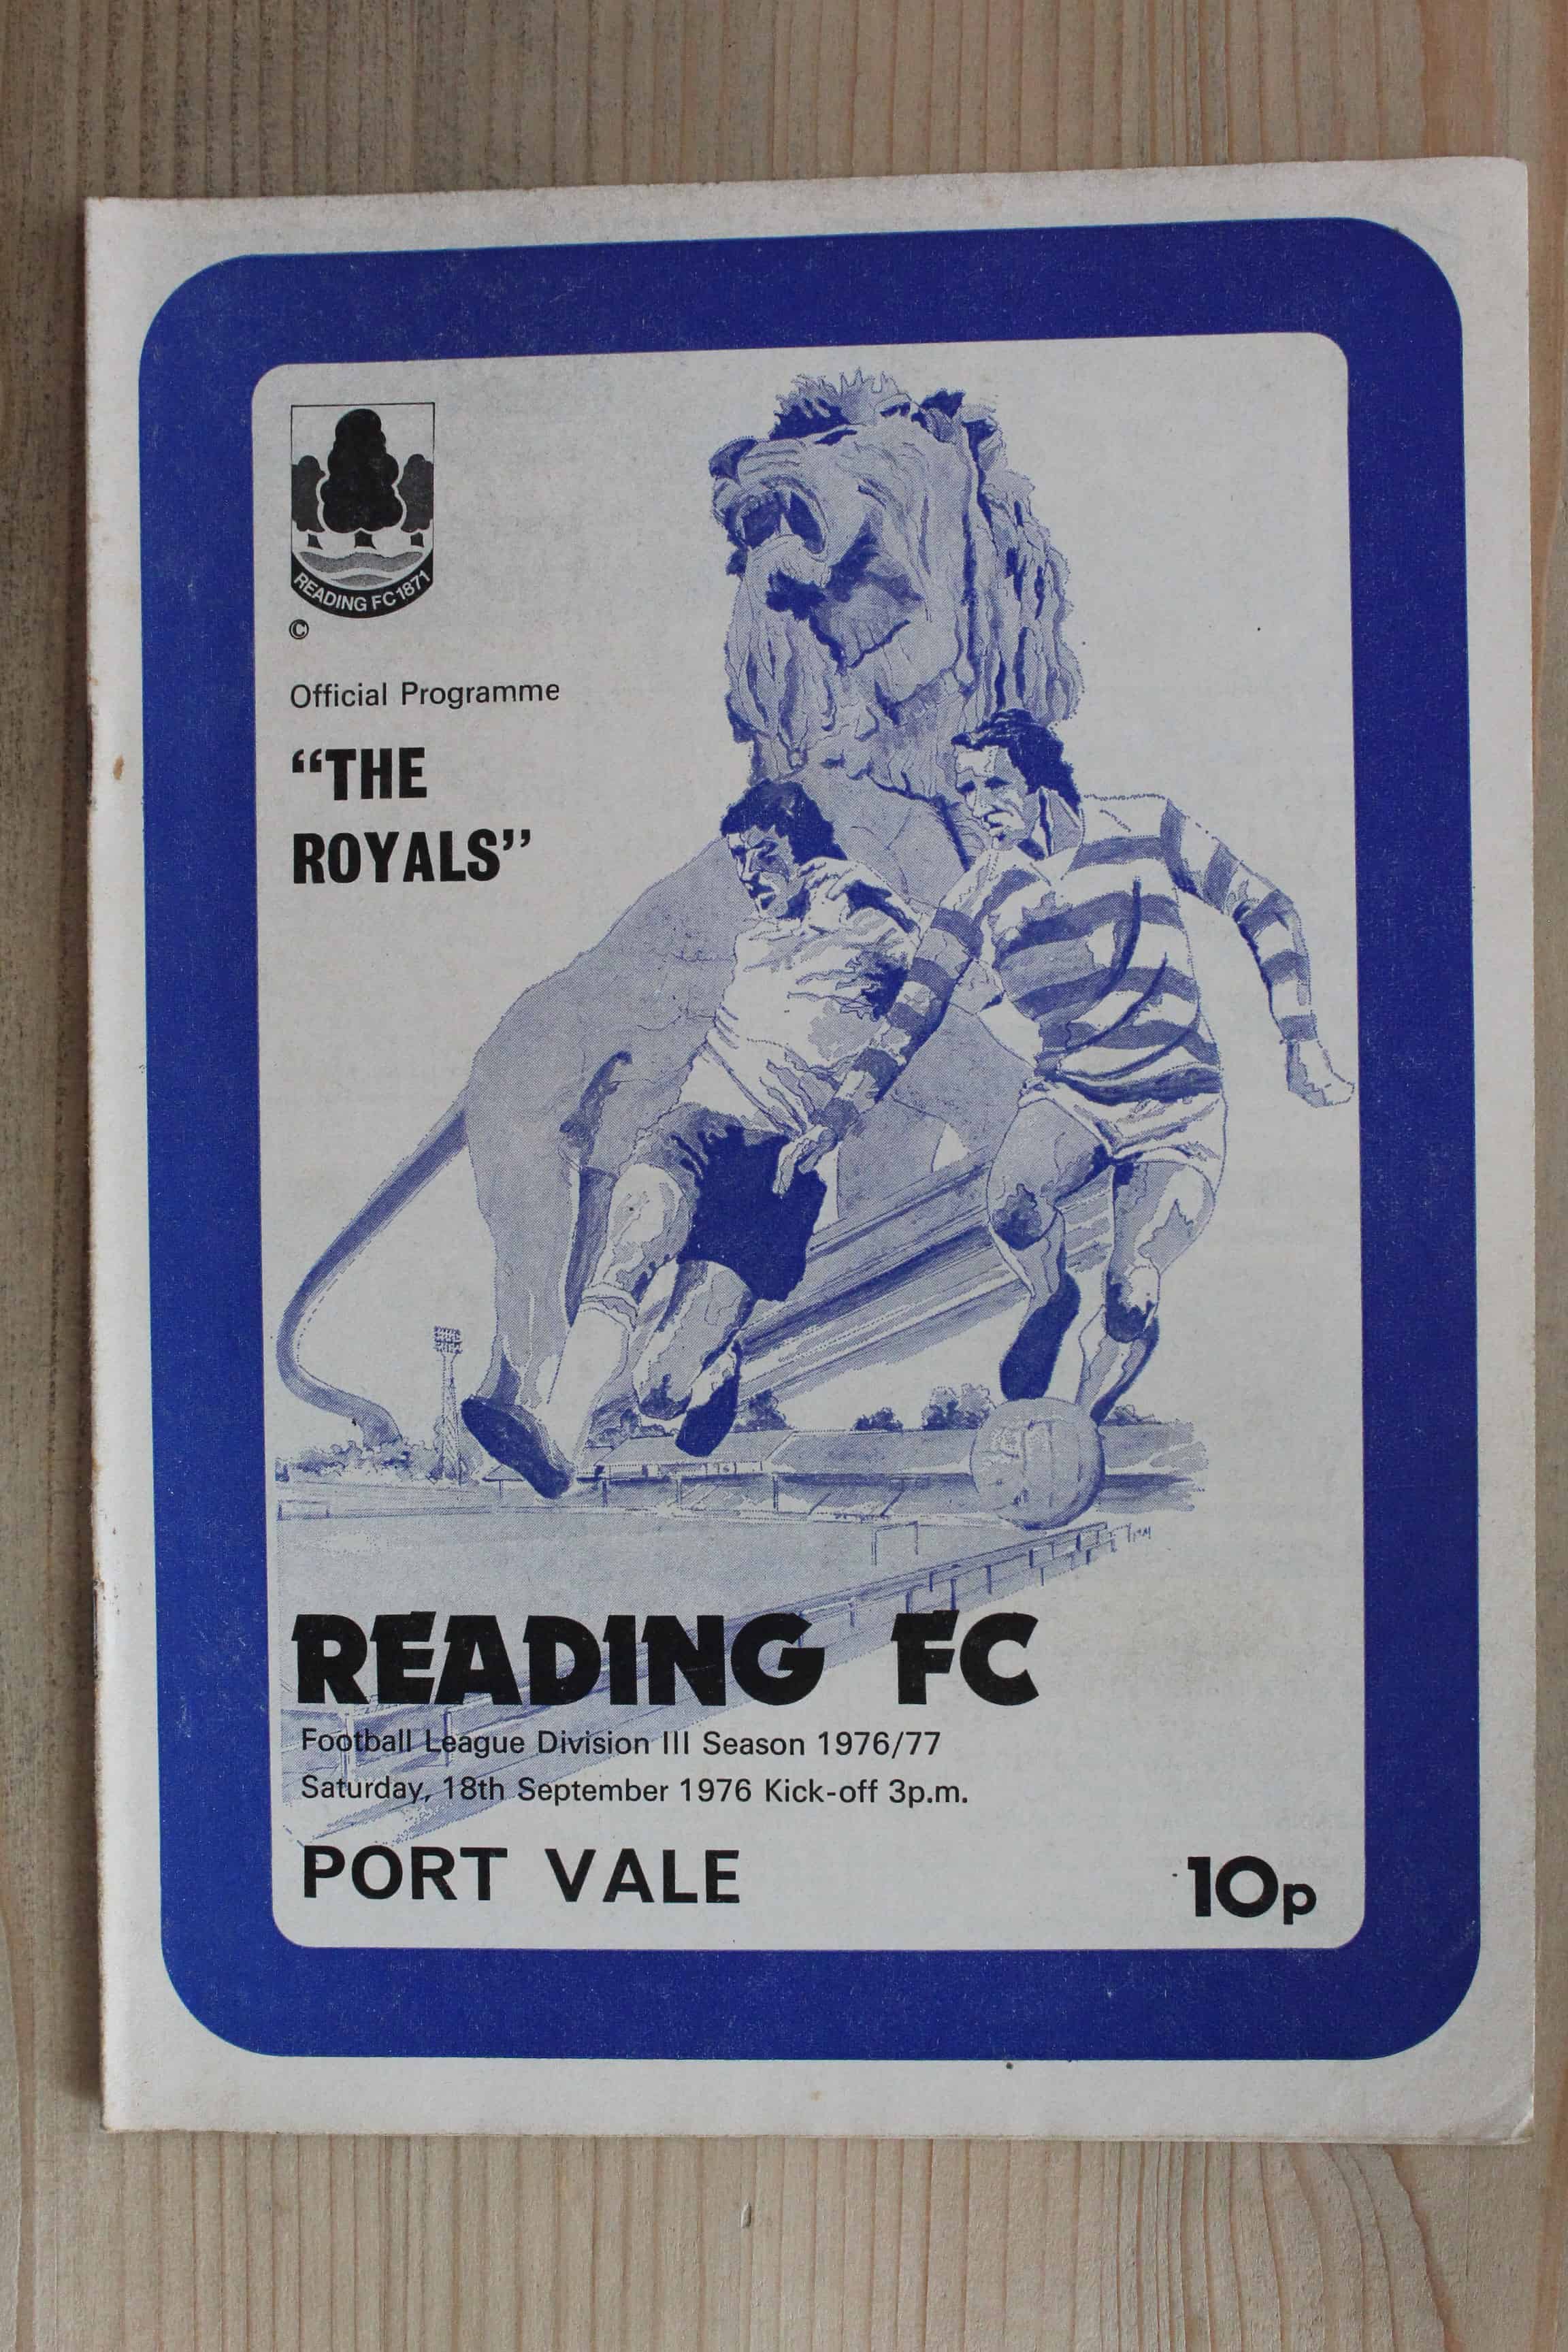 READING FC 1871
©
Official Programme
“THE
ROYALS”
READING FC
Football League Division III Season 1976/77
Saturday, 18th September 1976 Kick-off 3p.m.
PORT VALE
10p